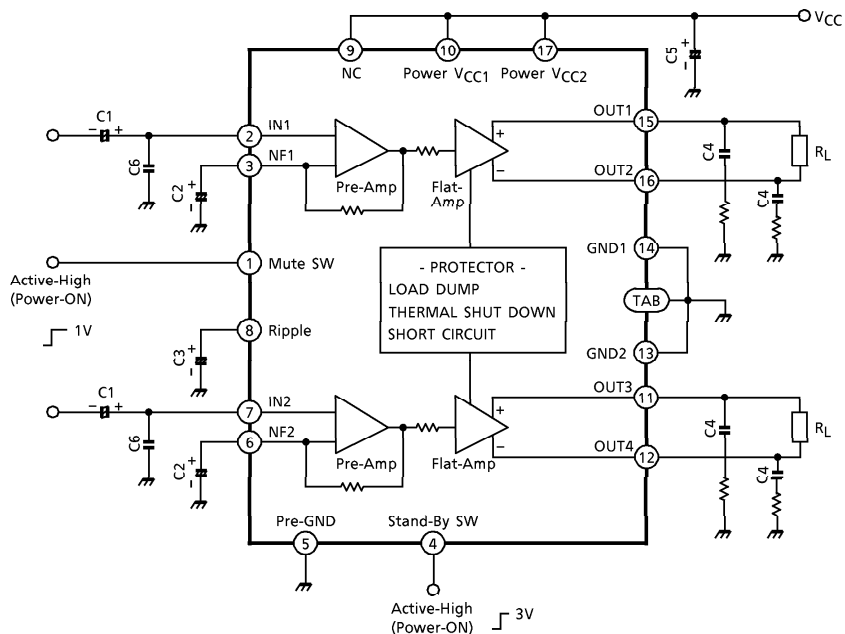 VCC
9
10
17
C5
+
-
NC
Power VCC1
Power VCC2
C1
- +
2
IN1
OUT1
15
C6
3
NF1
+
-
C4
RL
C2
+
-
Pre-Amp
Flat-
Amp
OUT2
16
C4
1
Mute SW
Active-High
(Power-ON)
1V
GND1
14
- PROTECTOR -
LOAD DUMP
THERMAL SHUT DOWN
SHORT CIRCUIT
TAB
8
Ripple
C3
+
-
GND2
13
C1
- +
7
IN2
OUT3
11
C6
6
NF2
+
-
C4
RL
C2
+
-
Pre-Amp
Flat-Amp
OUT4
12
C4
Pre-GND
Stand-By SW
5
4
Active-High
(Power-ON)
3V